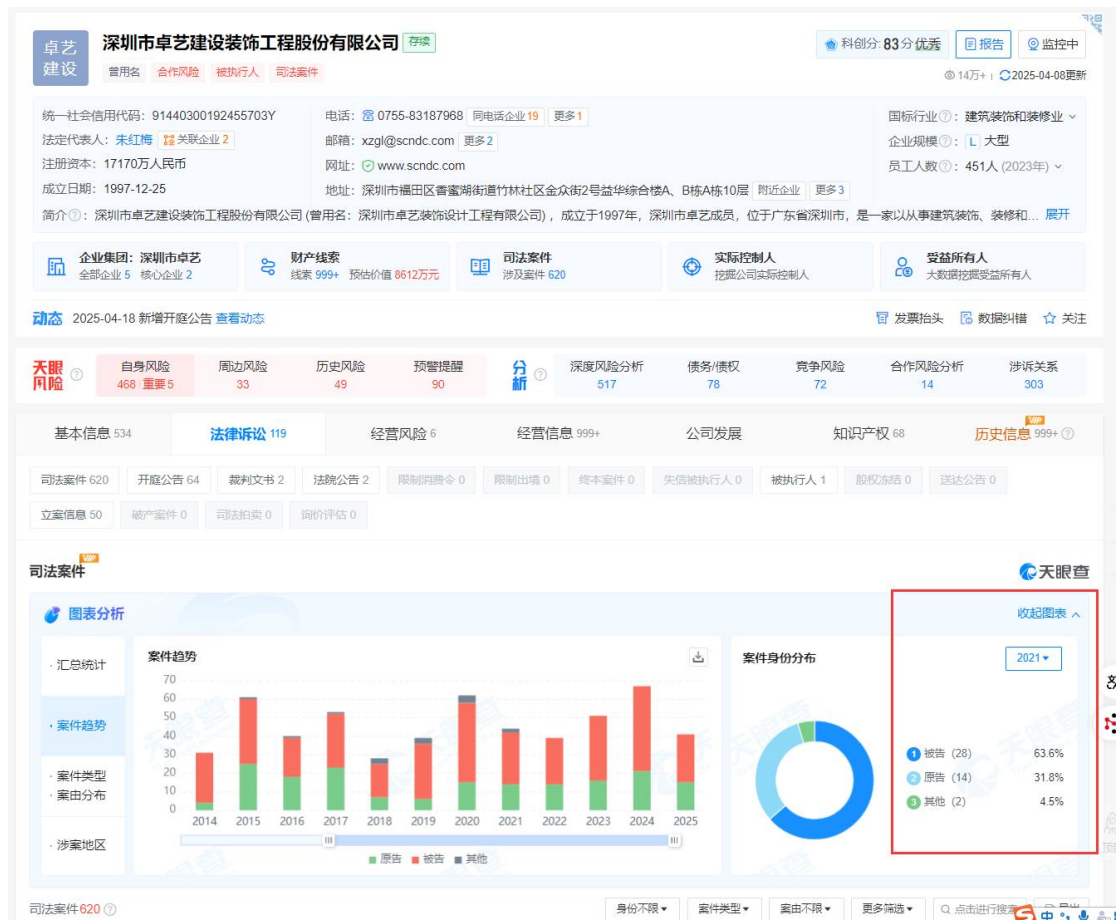 卓艺
建设
深圳市卓艺建设装饰工程股份有限公司 存续
曾用名 合作风险 被执行人 司法案件
科创分: 83分 优秀 报告 监控中
14万+ 2025-04-08更新
统一社会信用代码: 91440300192455703Y 电话: 0755-83187968 同电话企业 19 更多 1 国标行业 ?: 建筑装饰和装修业
法定代表人: 朱红梅 关联企业 2 邮箱: xzgl@scndc.com 更多 2 企业规模 ?: L 大型
注册资本: 17170万人民币 网址: www.scndc.com 员工人数 ?: 451人 (2023年)
成立日期: 1997-12-25 地址: 深圳市福田区香蜜湖街道竹林社区金众街2号益华综合楼A、B栋A栋10层 附近企业 更多 3
简介 ?: 深圳市卓艺建设装饰工程股份有限公司 (曾用名: 深圳市卓艺装饰设计工程有限公司) , 成立于1997年, 深圳市卓艺成员, 位于广东省深圳市, 是一家以从事建筑装饰、装修和... 展开
企业集团: 深圳市卓艺 财产线索 司法案件 实际控制人 受益所有人
全部企业 5 核心企业 2 线索 999+ 预估价值 8612万元 涉及案件 620 挖掘公司实际控制人 大数据挖掘受益所有人
动态 2025-04-18 新增开庭公告 查看动态 发票抬头 数据纠错 关注
天眼风险 ? 自身风险 周边风险 历史风险 预警提醒 分析 ? 深度风险分析 债务/债权 竞争风险 合作风险分析 涉诉关系
468 重要 5 33 49 90 517 78 72 14 303
VIP
基本信息 534 法律诉讼 119 经营风险 6 经营信息 999+ 公司发展 知识产权 68 历史信息 999+ ?
司法案件 620 开庭公告 64 裁判文书 2 法院公告 2 限制消费令 0 限制出境 0 终本案件 0 失信被执行人 0 被执行人 1 股权冻结 0 送达公告 0
立案信息 50 破产案件 0 司法拍卖 0 询价评估 0
VIP
司法案件 天眼查
图表分析 收起图表
· 汇总统计 案件趋势 案件身份分布 2021
· 案件趋势
· 案件类型
· 案由分布
· 涉案地区
70
60
50
40
30
20
10
0
2014 2015 2016 2017 2018 2019 2020 2021 2022 2023 2024 2025
原告 被告 其他
1 被告 (28) 63.6%
2 原告 (14) 31.8%
3 其他 (2) 4.5%
司法案件620 ? 身份不限 案件类型 案由不限 更多筛选 点击进行搜索